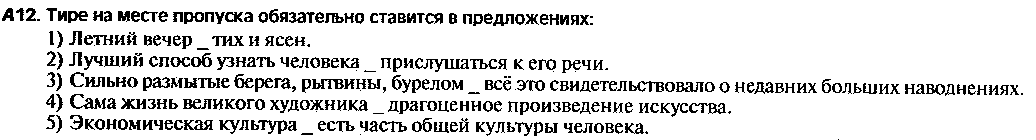 А12. Тире на месте пропуска обязательно ставится в предложениях:
1) Летний вечер _ тих и ясен.
2) Лучший способ узнать человека _ прислушаться к его речи.
3) Сильно размытые берега, рытвины, бурелом _ всё это свидетельствовало о недавних больших наводнениях.
4) Сама жизнь великого художника _ драгоценное произведение искусства.
5) Экономическая культура _ есть часть общей культуры человека.